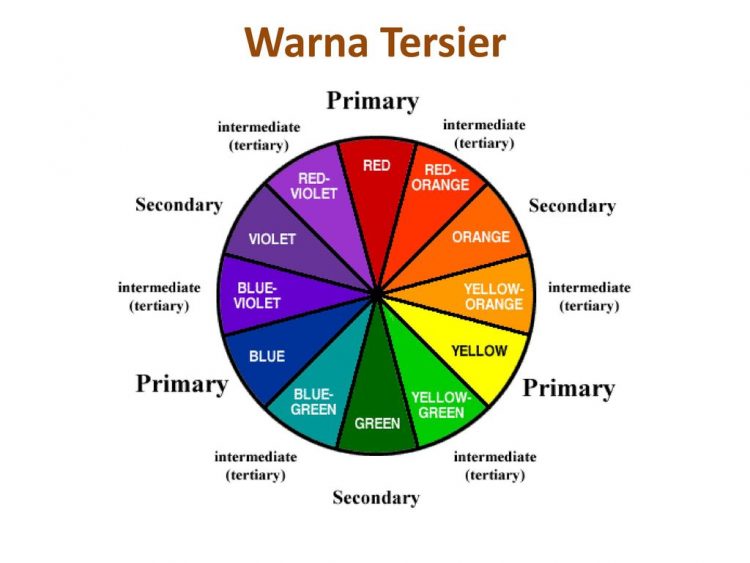 Warna Tersier
Primary
intermediate
(tertiary)
intermediate
(tertiary)
RED
RED-
VIOLET
RED-
ORANGE
Secondary
Secondary
VIOLET
ORANGE
intermediate
(tertiary)
BLUE-
VIOLET
YELLOW-
ORANGE
intermediate
(tertiary)
BLUE
YELLOW
Primary
Primary
BLUE-
GREEN
YELLOW-
GREEN
GREEN
intermediate
(tertiary)
intermediate
(tertiary)
Secondary